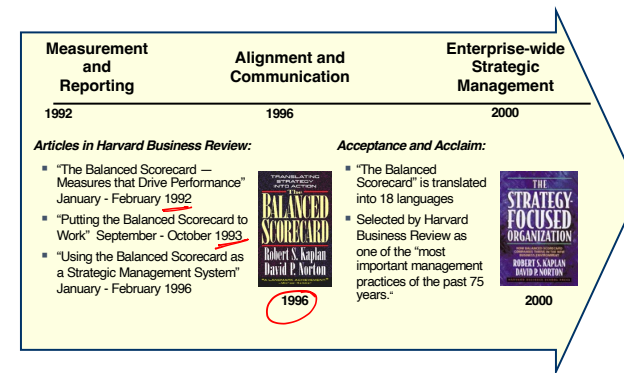 Measurement
and
Reporting
Alignment and
Communication
Enterprise-wide
Strategic
Management
1992
1996
2000
Articles in Harvard Business Review:
“The Balanced Scorecard —
Measures that Drive Performance”
January - February 1992
“Putting the Balanced Scorecard to
Work” September - October 1993
“Using the Balanced Scorecard as
a Strategic Management System”
January - February 1996
TRANSLATING
STRATEGY
INTO ACTION
The
BALANCED
SCORECARD
Robert S. Kaplan
David P. Norton
1996
Acceptance and Acclaim:
“The Balanced
Scorecard” is translated
into 18 languages
Selected by Harvard
Business Review as
one of the “most
important management
practices of the past 75
years.“
THE
STRATEGY-
FOCUSED
ORGANIZATION
ROBERT S. KAPLAN
DAVID P. NORTON
2000